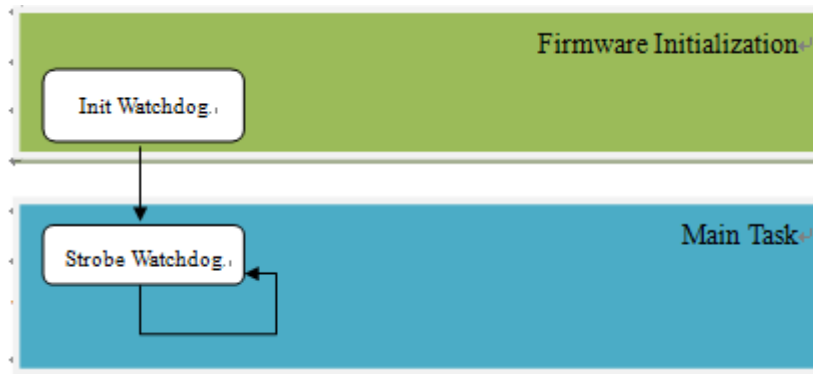 Firmware Initialization
Init Watchdog.
Main Task
Strobe Watchdog.